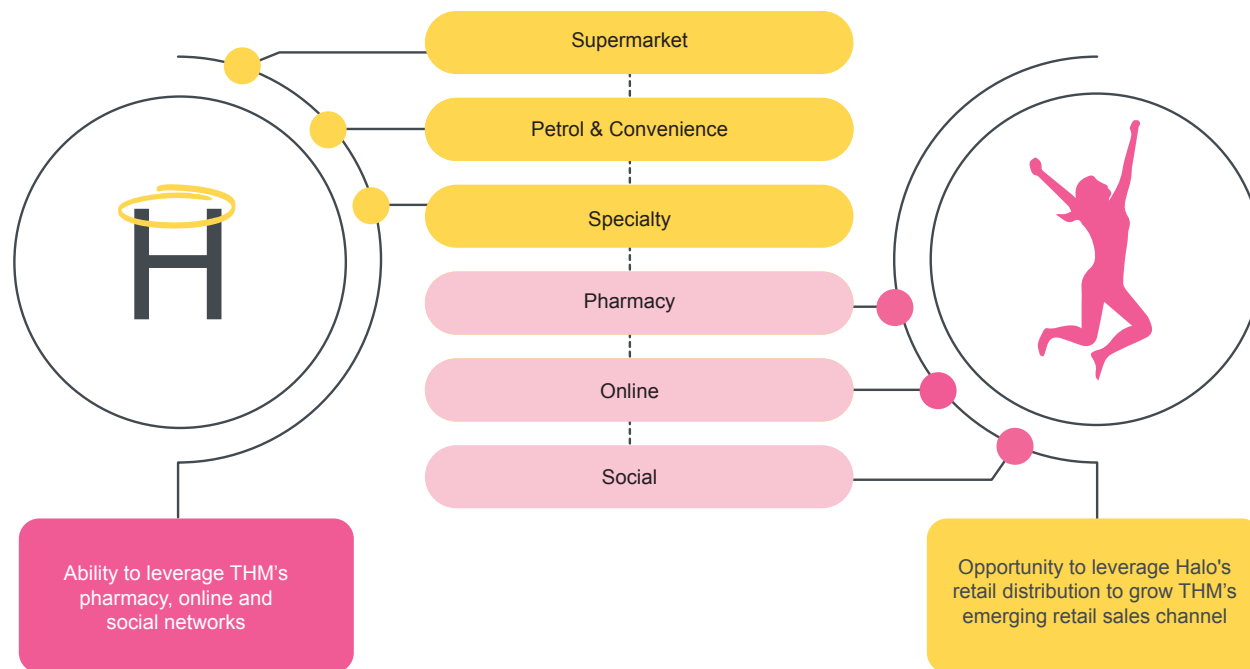 Supermarket
Petrol & Convenience
Specialty
Pharmacy
Online
Social
H
Ability to leverage THM’s
pharmacy, online and
social networks
Opportunity to leverage Halo's
retail distribution to grow THM’s
emerging retail sales channel